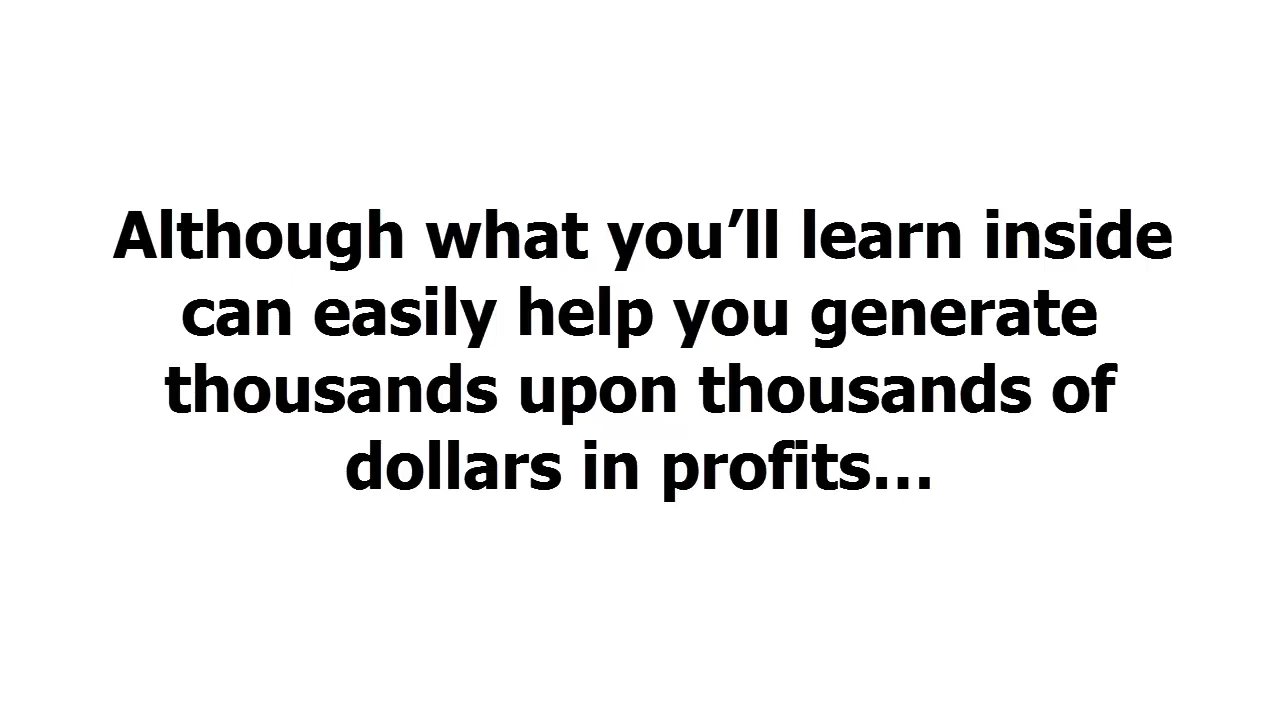 Although what you’ll learn inside
can easily help you generate
thousands upon thousands of
dollars in profits…